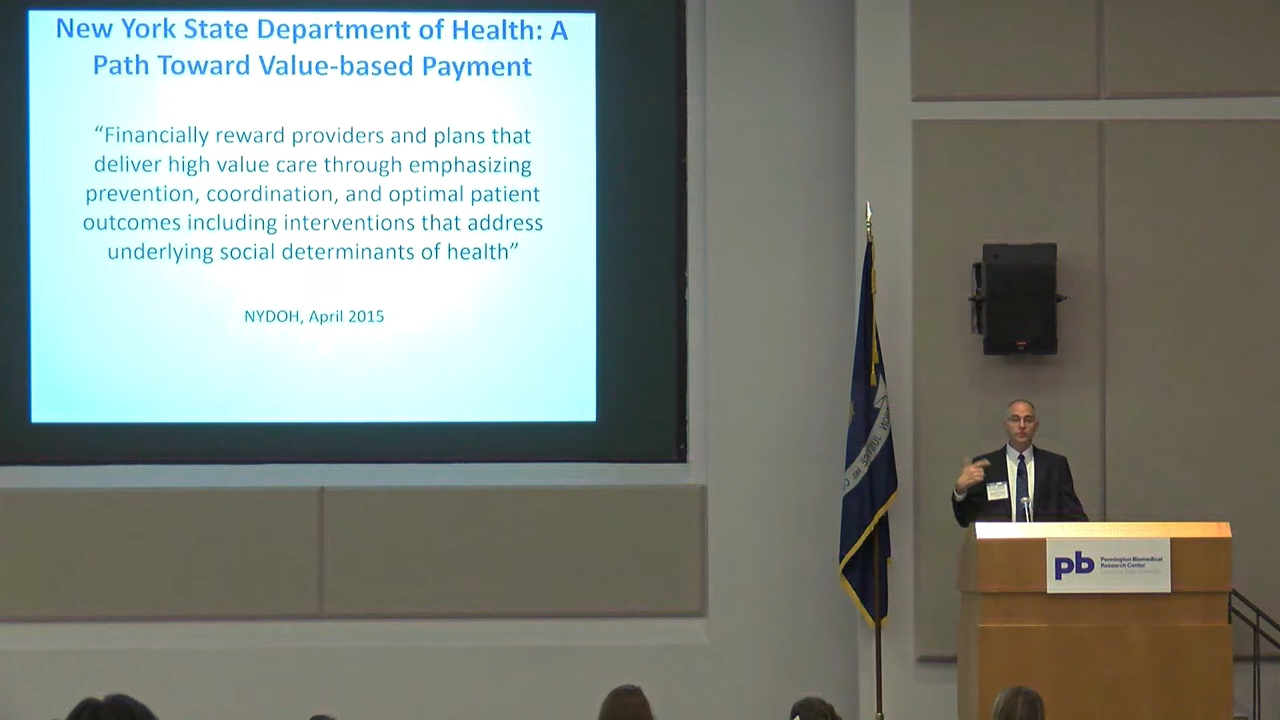 New York State Department of Health: A
Path Toward Value-based Payment
“Financially reward providers and plans that
deliver high value care through emphasizing
prevention, coordination, and optimal patient
outcomes including interventions that address
underlying social determinants of health”
NYDOH, April 2015
pb
Pennington Biomedical
Research Center